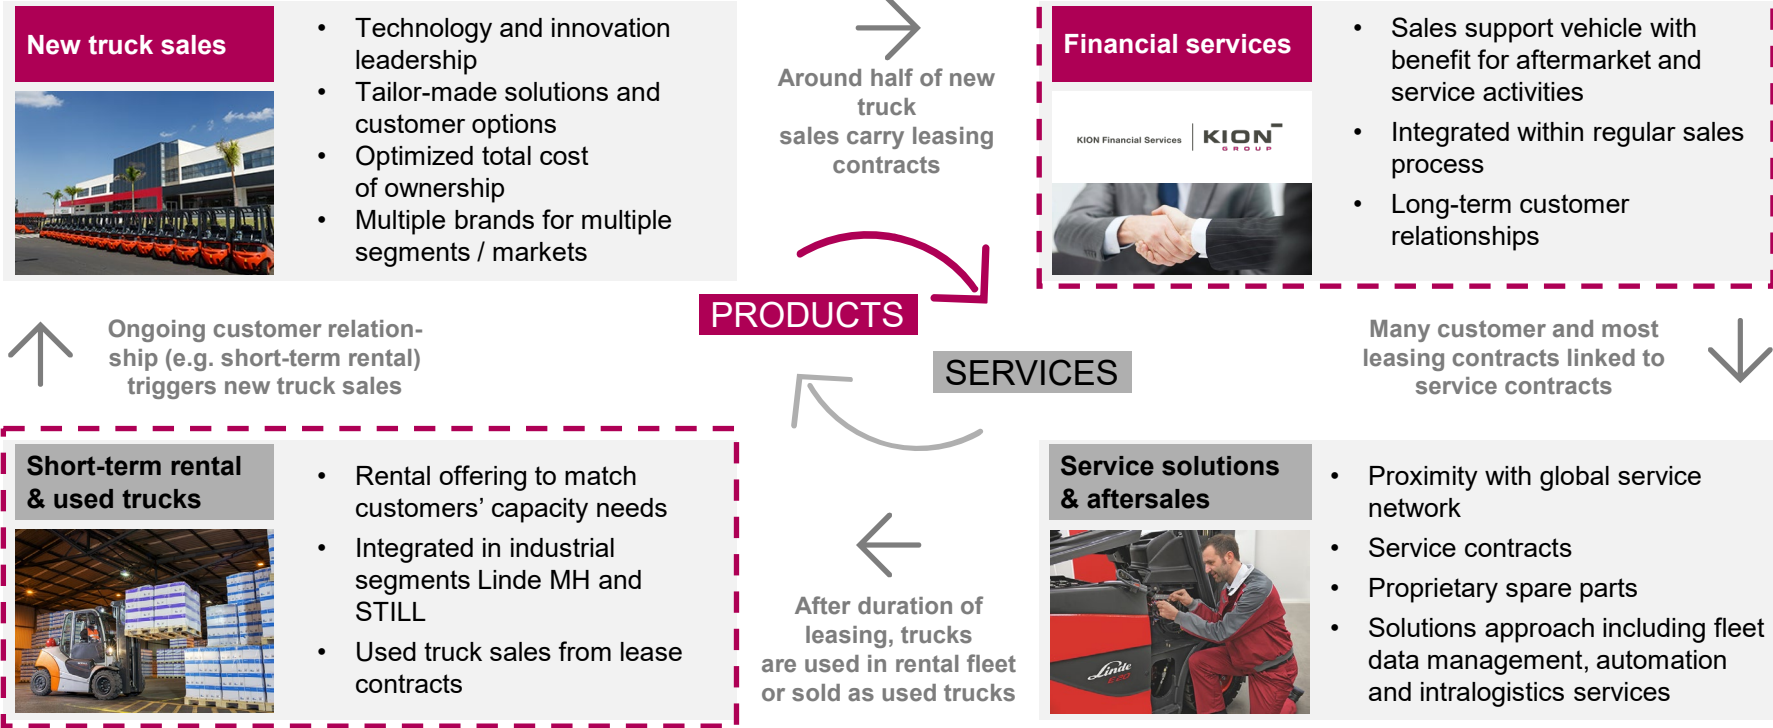 New truck sales
• Technology and innovation
leadership
• Tailor-made solutions and
customer options
• Optimized total cost
of ownership
• Multiple brands for multiple
segments / markets
Around half of new
truck
sales carry leasing
contracts
Financial services
KION Financial Services
KION
GROUP
• Sales support vehicle with
benefit for aftermarket and
service activities
• Integrated within regular sales
process
• Long-term customer
relationships
PRODUCTS
SERVICES
Ongoing customer relation-
ship (e.g. short-term rental)
triggers new truck sales
Many customer and most
leasing contracts linked to
service contracts
Short-term rental
& used trucks
• Rental offering to match
customers’ capacity needs
• Integrated in industrial
segments Linde MH and
STILL
• Used truck sales from lease
contracts
After duration of
leasing, trucks
are used in rental fleet
or sold as used trucks
Service solutions
& aftersales
Linde
E20
• Proximity with global service
network
• Service contracts
• Proprietary spare parts
• Solutions approach including fleet
data management, automation
and intralogistics services